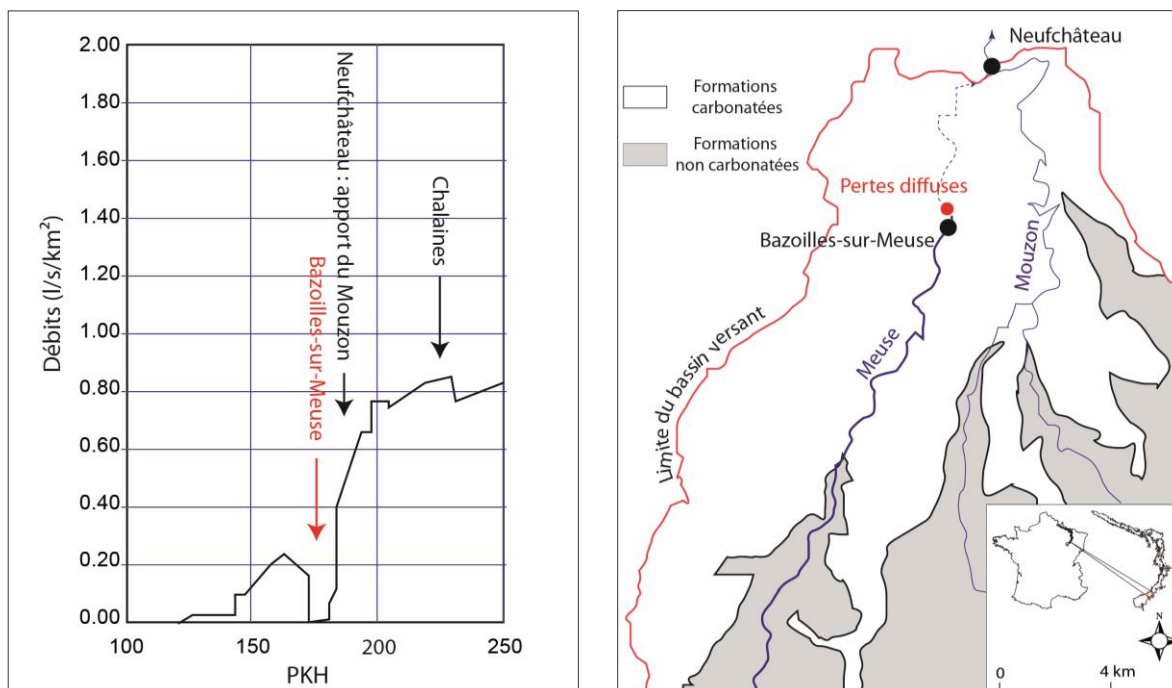 2.00
1.80
1.60
1.40
1.20
1.00
0.80
0.60
0.40
0.20
0.00
Débits (l/s/km²)
Bazoilles-sur-Meuse
Neufchâteau : apport du Mouzon
Chalaines
100
150
200
250
PKH
Formations
carbonatées
Formations
non carbonatées
Neufchâteau
Pertes diffuses
Bazoilles-sur-Meuse
Mouzon
Meuse
Limite du bassin versant
N
0
4 km